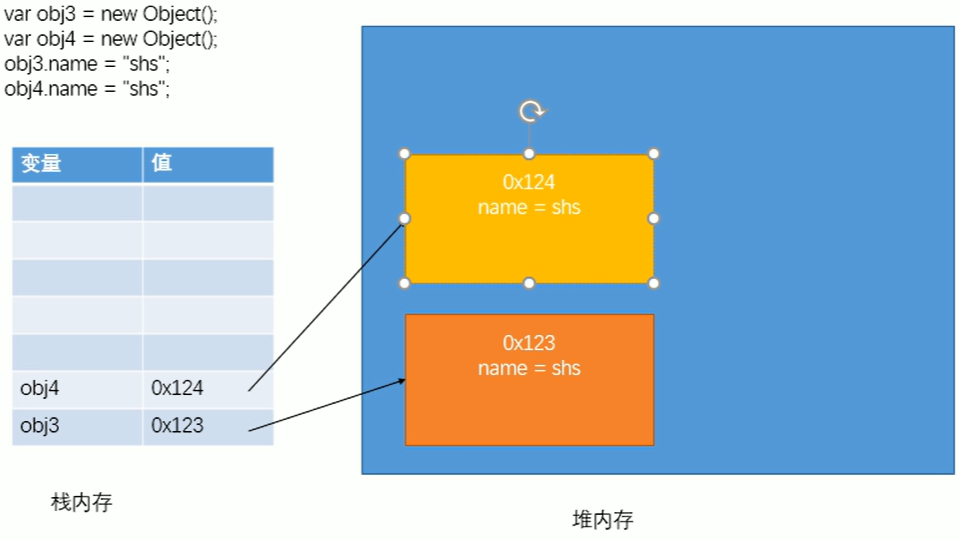 var obj3 = new Object();
var obj4 = new Object();
obj3.name = "shs";
obj4.name = "shs";
变量 值
obj4 0x124
obj3 0x123
栈内存
0x124
name = shs
0x123
name = shs
堆内存